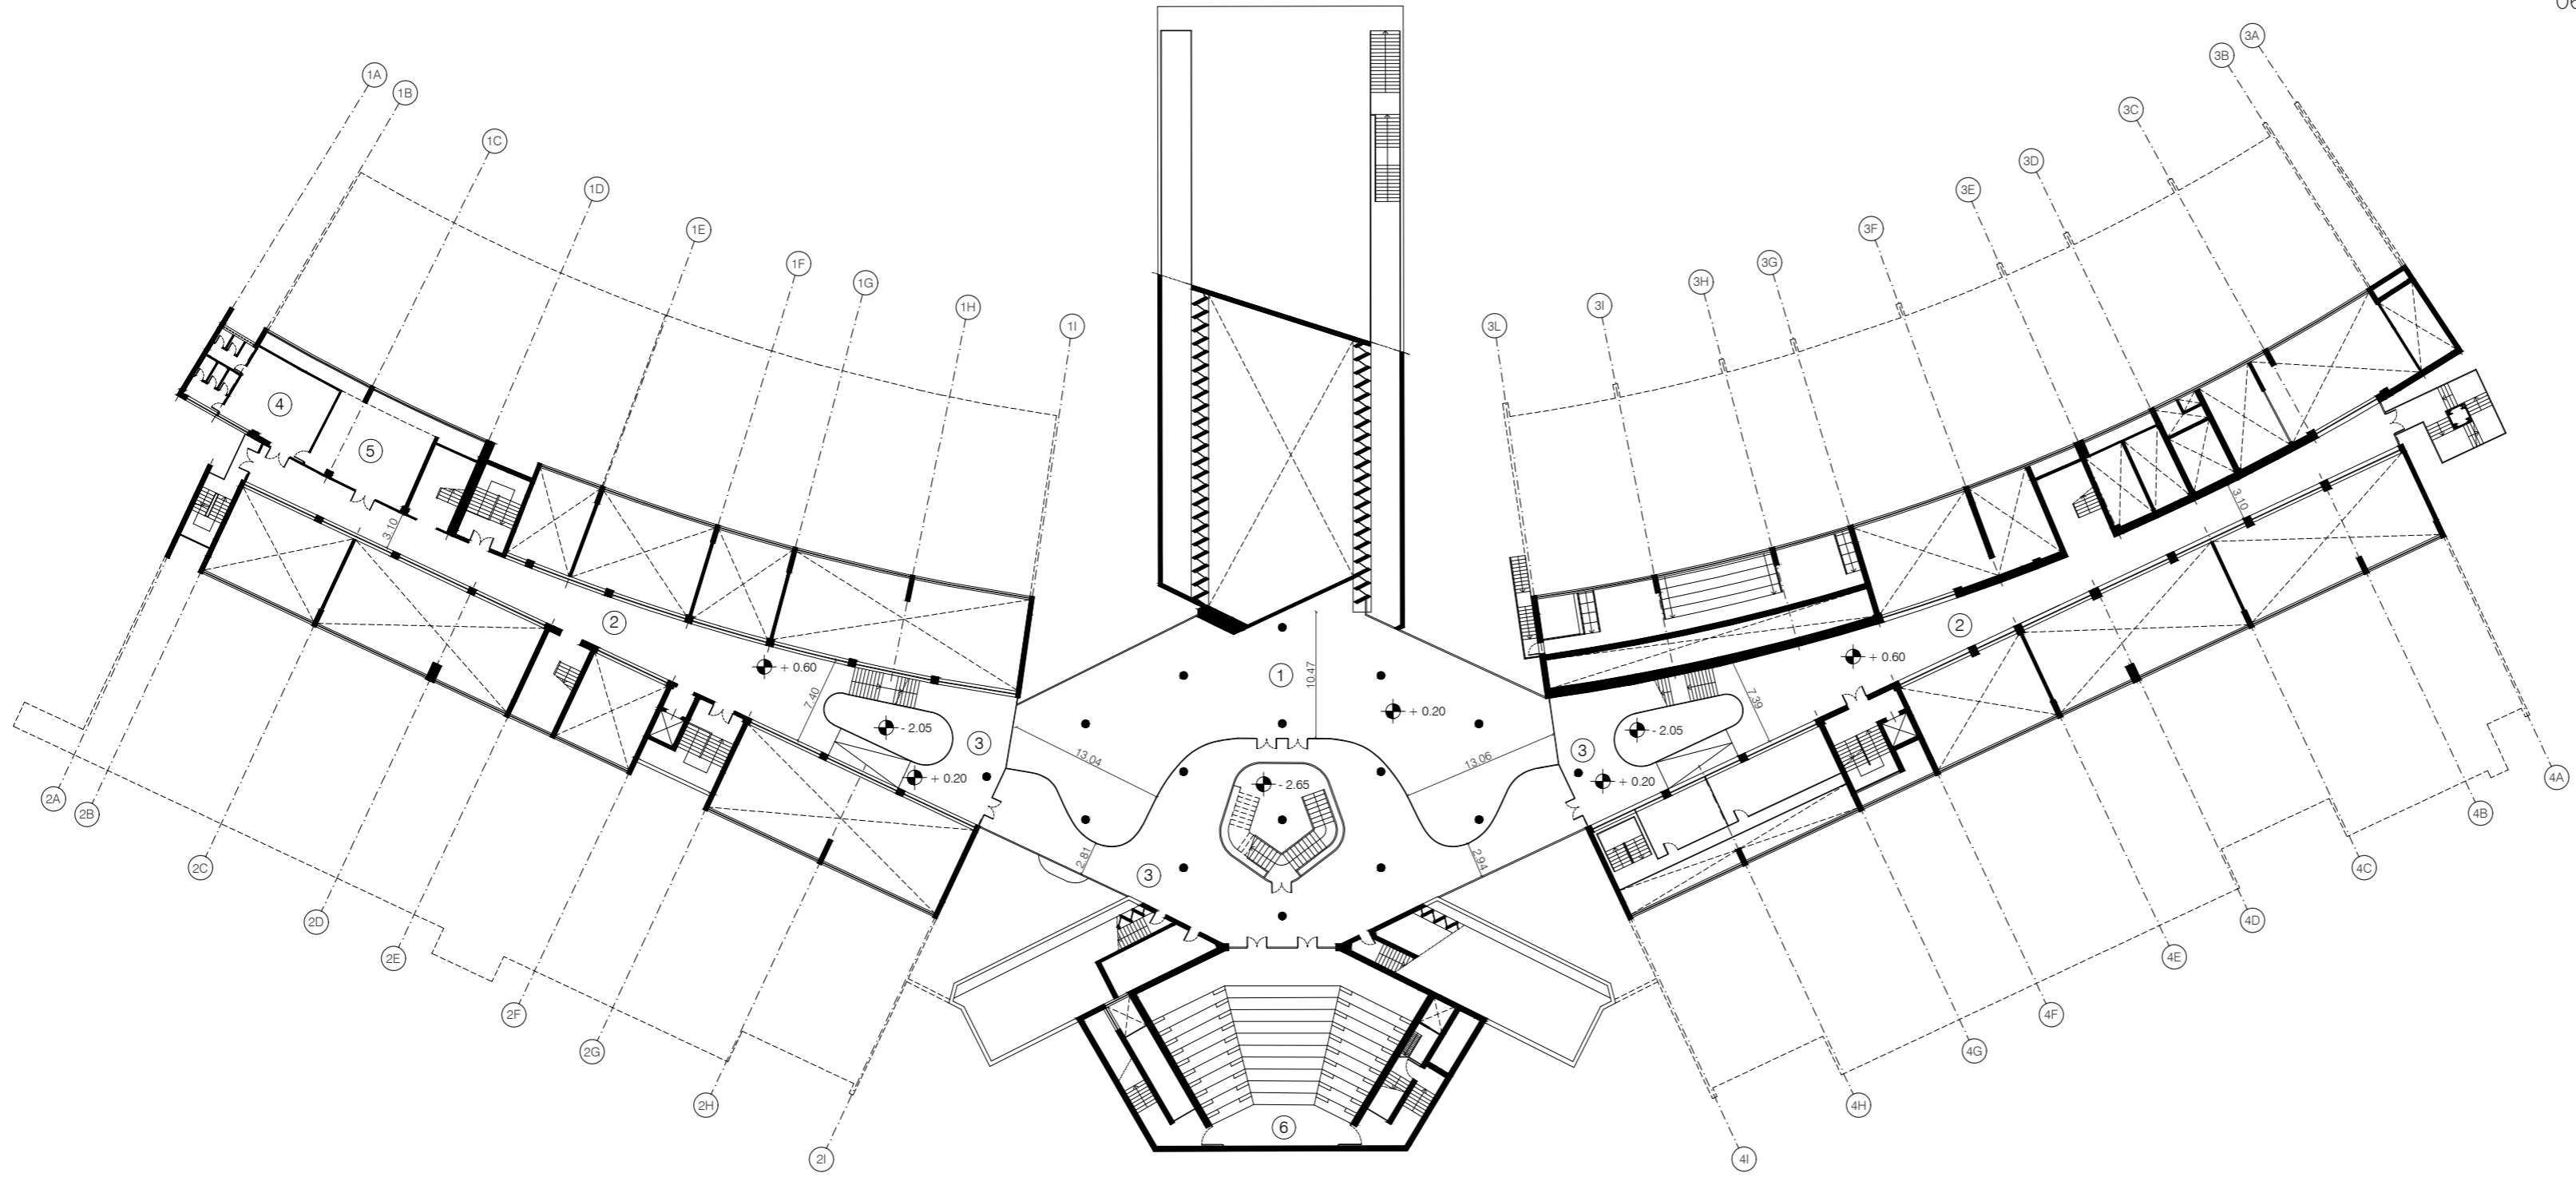 06
3A
3B
1A
1B
3C
1C
3D
1D
3E
3F
1E
3G
1F
3H
1G
3I
1H
3L
1I
4
5
3.10
3.10
2
2
+ 0.60
+ 0.60
1
10.47
7.40
7.39
+ 0.20
- 2.05
- 2.05
3
3
13.04
13.06
+ 0.20
+ 0.20
- 2.65
2A
4A
2B
4B
2.81
2.94
3
2C
4C
2D
4D
2E
4E
2F
4F
2G
4G
2H
4H
6
2I
4I